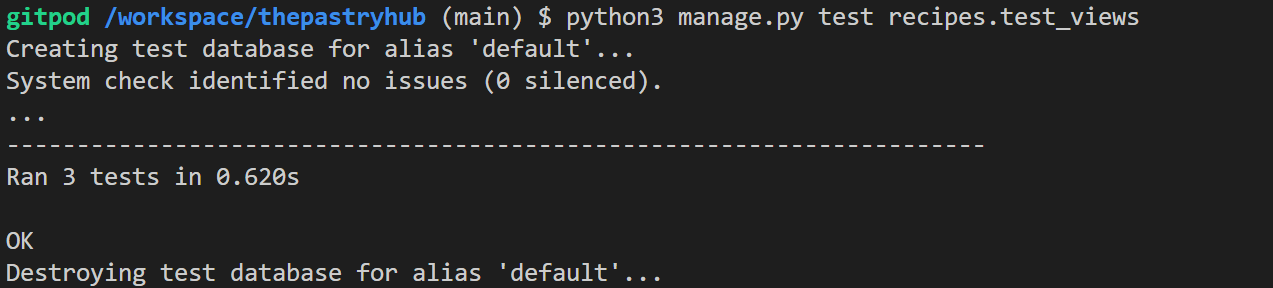 gitpod /workspace/thepastryhub (main) $ python3 manage.py test recipes.test_views
Creating test database for alias 'default'...
System check identified no issues (0 silenced).
...
----------------------------------------------------------------------
Ran 3 tests in 0.620s

OK
Destroying test database for alias 'default'...